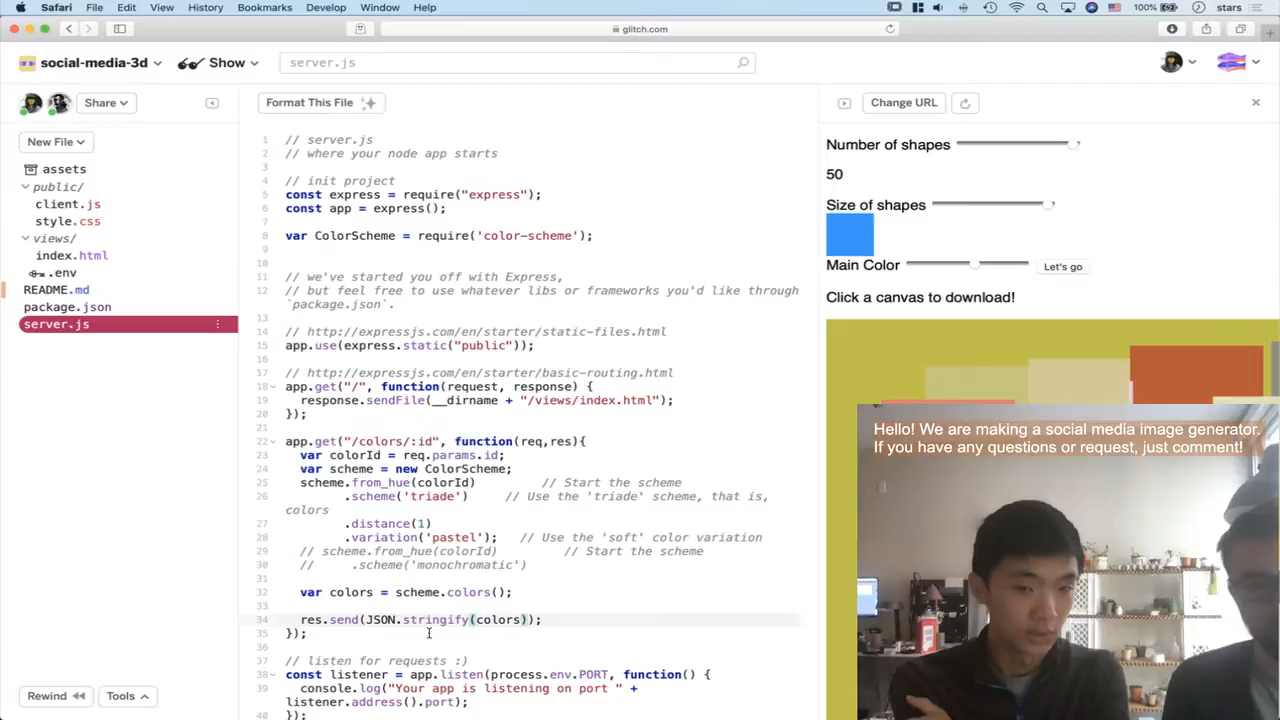 Safari File Edit View History Bookmarks Develop Window Help 100% stars
glitch.com
social-media-3d Show server.js
Share Format This File Change URL
New File
assets
public/
client.js
style.css
views/
index.html
.env
README.md
package.json
server.js
Rewind Tools
1 // server.js
2 // where your node app starts
3
4 // init project
5 const express = require("express");
6 const app = express();
7
8 var ColorScheme = require('color-scheme');
9
10
11 // we've started you off with Express,
12 // but feel free to use whatever libs or frameworks you'd like through
`package.json`.
13
14 // http://expressjs.com/en/starter/static-files.html
15 app.use(express.static("public"));
16
17 // http://expressjs.com/en/starter/basic-routing.html
18 app.get("/", function(request, response) {
19 response.sendFile(__dirname + "/views/index.html");
20 });
21
22 app.get("/colors/:id", function(req,res){
23 var colorId = req.params.id;
24 var scheme = new ColorScheme;
25 scheme.from_hue(colorId) // Start the scheme
26 .scheme('triade') // Use the 'triade' scheme, that is,
colors
27 .distance(1)
28 .variation('pastel'); // Use the 'soft' color variation
29 // scheme.from_hue(colorId) // Start the scheme
30 // .scheme('monochromatic')
31
32 var colors = scheme.colors();
33
34 res.send(JSON.stringify(colors));
35 });
36
37 // listen for requests :)
38 const listener = app.listen(process.env.PORT, function() {
39 console.log("Your app is listening on port " +
listener.address().port);
40 });
Number of shapes
50
Size of shapes
Main Color Let's go
Click a canvas to download!
Hello! We are making a social media image generator.
If you have any questions or request, just comment!